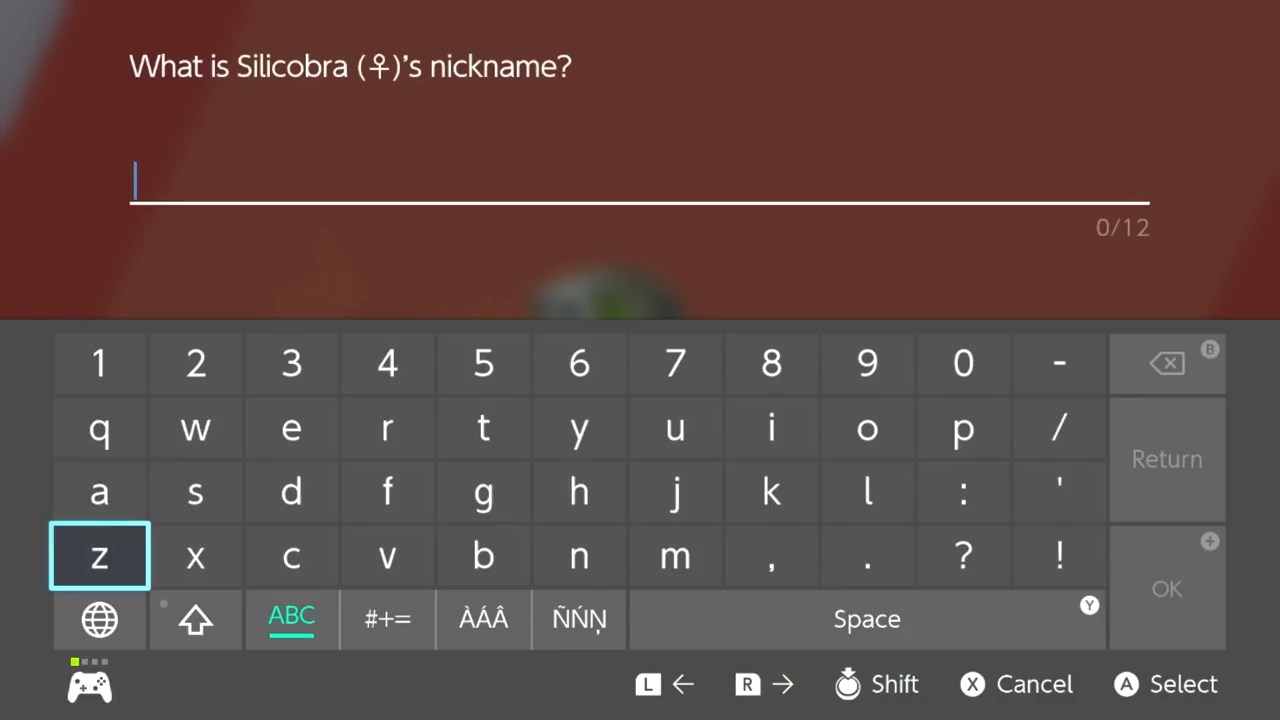 What is Silicobra (♀)'s nickname?
0/12
1 2 3 4 5 6 7 8 9 0 - B
q w e r t y u i o p / Return
a s d f g h j k l : '
z x c v b n m , . ? ! + OK
ABC #+= ÀÁÂ ÑŃŅ Space Y
L ← R → Shift X Cancel A Select